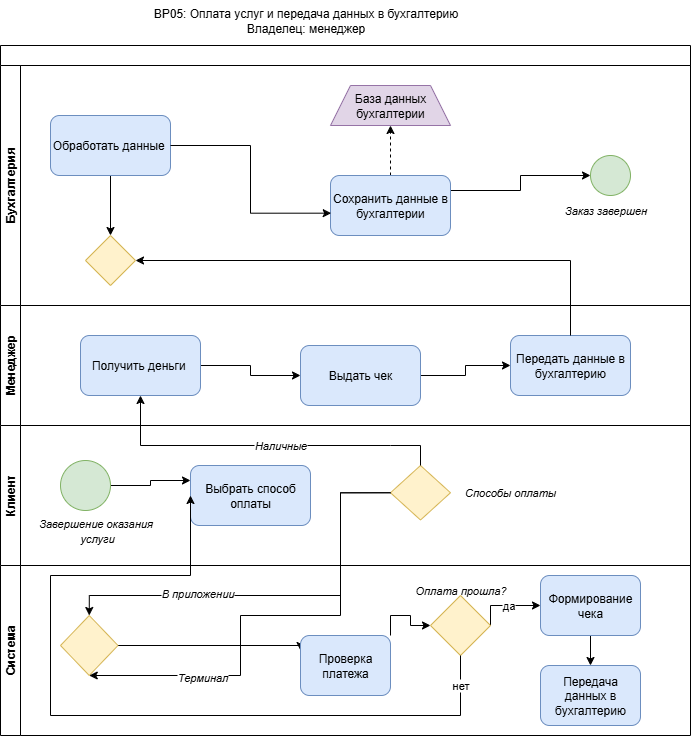 BP05: Оплата услуг и передача данных в бухгалтерию
Владелец: менеджер
Бухгалтерия
Обработать данные
База данных
бухгалтерии
Сохранить данные в
бухгалтерии
Заказ завершен
Менеджер
Получить деньги
Выдать чек
Передать данные в
бухгалтерию
Клиент
Наличные
Завершение оказания
услуги
Выбрать способ
оплаты
Способы оплаты
Система
В приложении
Терминал
Проверка
платежа
Оплата прошла?
да
нет
Формирование
чека
Передача
данных в
бухгалтерию